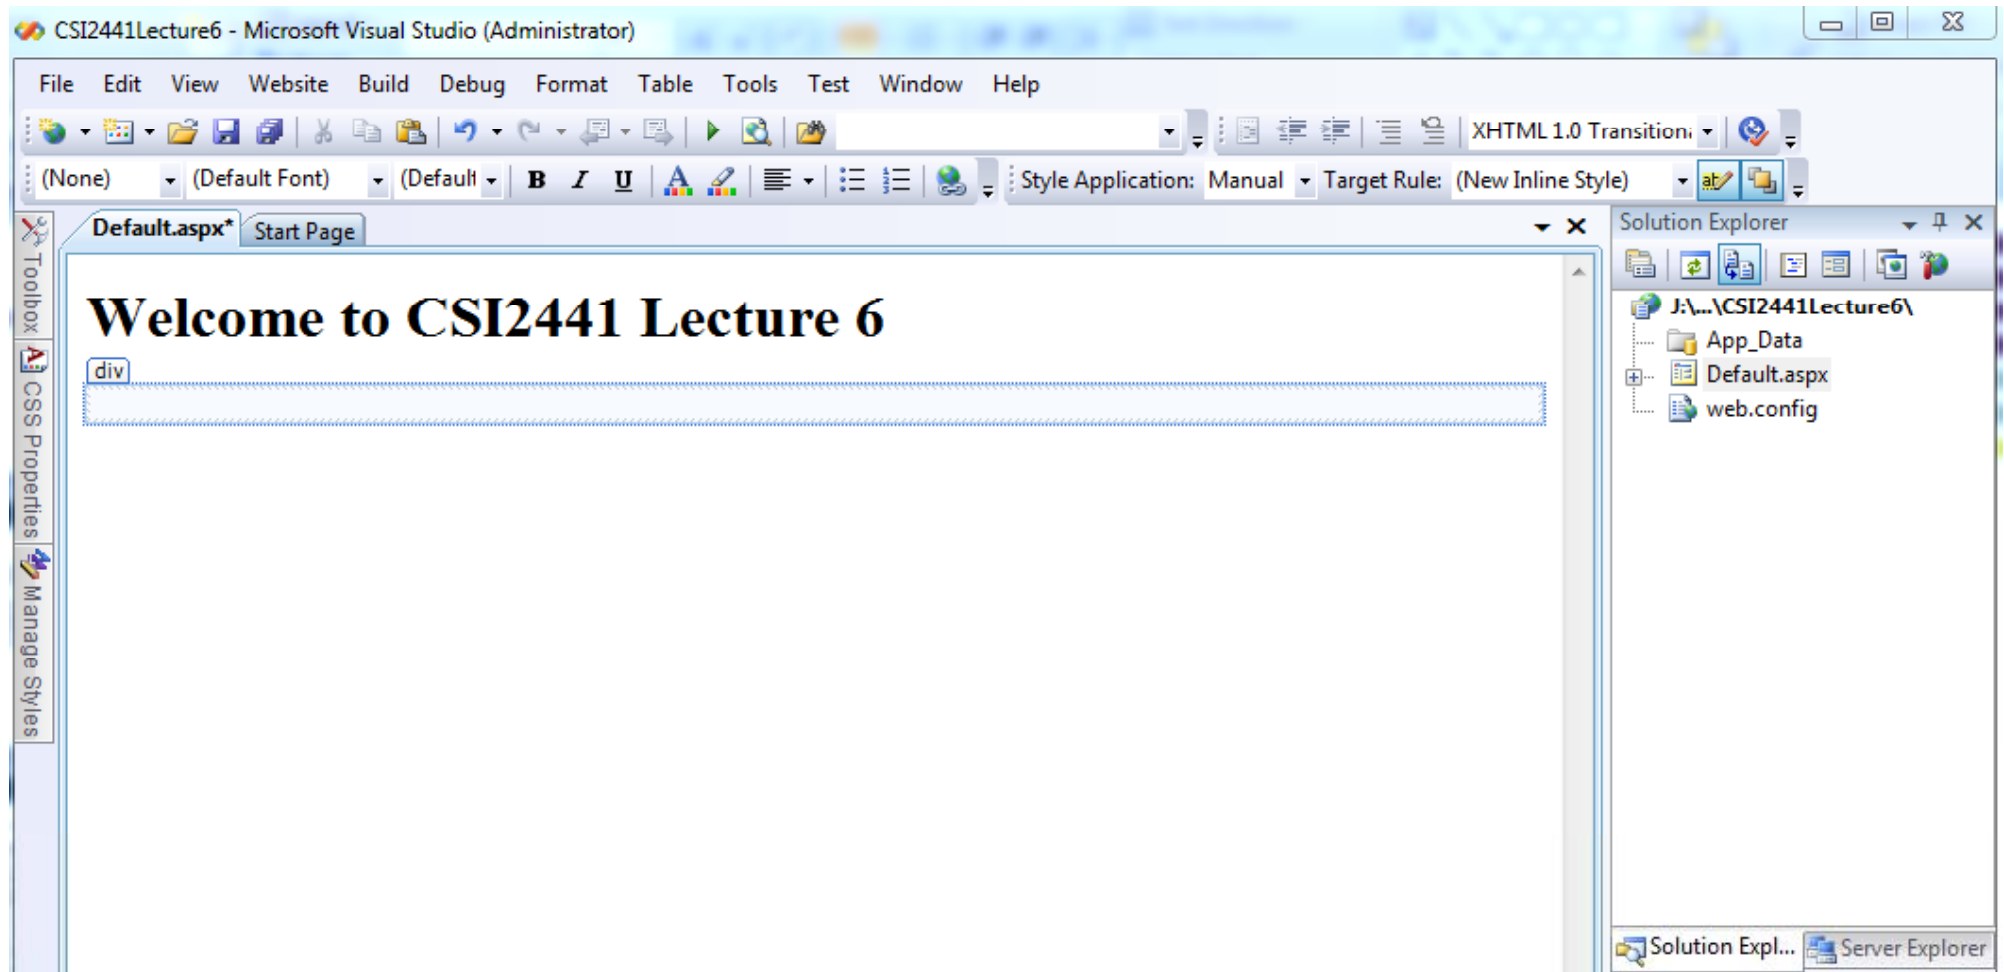 CSI2441Lecture6 - Microsoft Visual Studio (Administrator)
File Edit View Website Build Debug Format Table Tools Test Window Help
XHTML 1.0 Transition
(None) (Default Font) (Default B I U A Style Application: Manual Target Rule: (New Inline Style)
Default.aspx* Start Page
Solution Explorer
Toolbox
CSS Properties
Manage Styles
Welcome to CSI2441 Lecture 6
div
J:\...\CSI2441Lecture6\
App_Data
Default.aspx
web.config
Solution Expl... Server Explorer